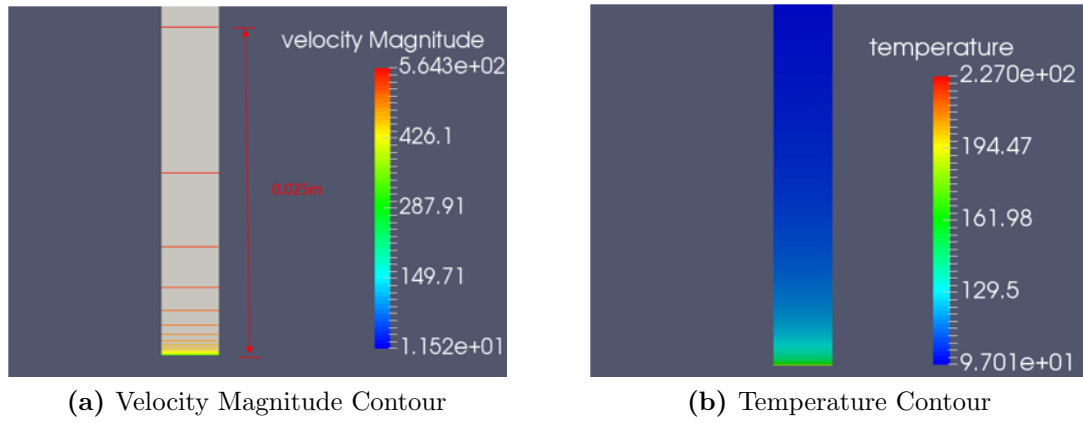 velocity Magnitude
5.643e+02
426.1
287.91
149.71
1.152e+01
0.025m
temperature
2.270e+02
194.47
161.98
129.5
9.701e+01
(a) Velocity Magnitude Contour
(b) Temperature Contour